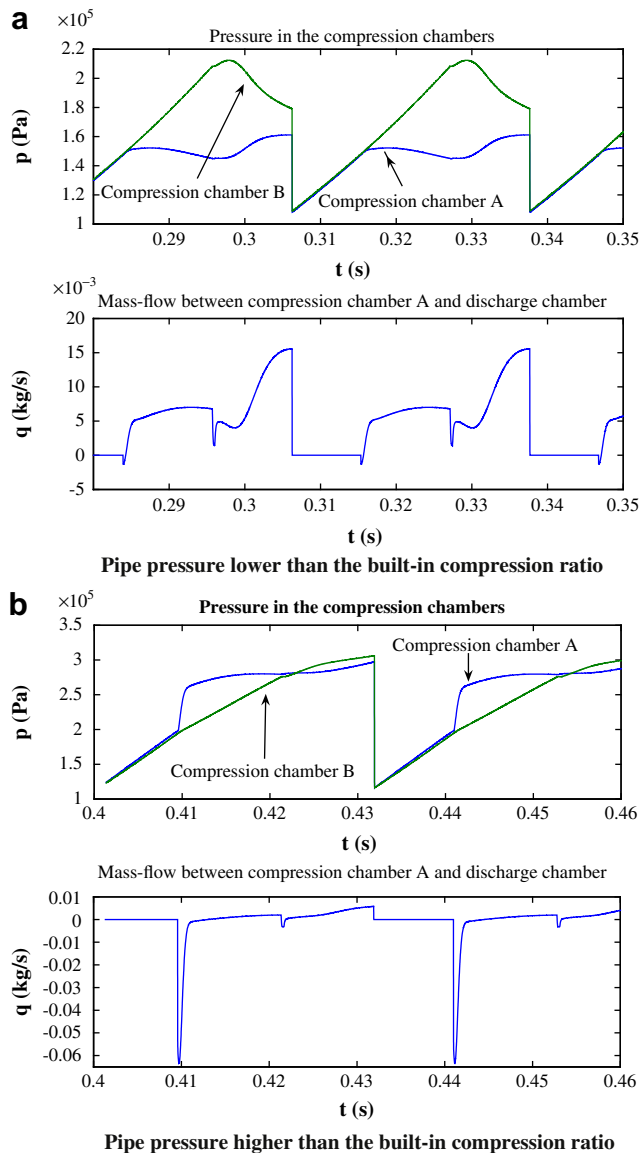 a
×10⁵
Pressure in the compression chambers
2.2
2
1.8
1.6
1.4
1.2
1
p (Pa)
Compression chamber B
Compression chamber A
0.29
0.3
0.31
0.32
0.33
0.34
0.35
t (s)
×10⁻³
Mass-flow between compression chamber A and discharge chamber
20
15
10
5
0
-5
q (kg/s)
0.29
0.3
0.31
0.32
0.33
0.34
0.35
t (s)
Pipe pressure lower than the built-in compression ratio
b
×10⁵
Pressure in the compression chambers
3.5
3
2.5
2
1.5
1
p (Pa)
Compression chamber A
Compression chamber B
0.4
0.41
0.42
0.43
0.44
0.45
0.46
t (s)
Mass-flow between compression chamber A and discharge chamber
0.01
0
-0.01
-0.02
-0.03
-0.04
-0.05
-0.06
q (kg/s)
0.4
0.41
0.42
0.43
0.44
0.45
0.46
t (s)
Pipe pressure higher than the built-in compression ratio